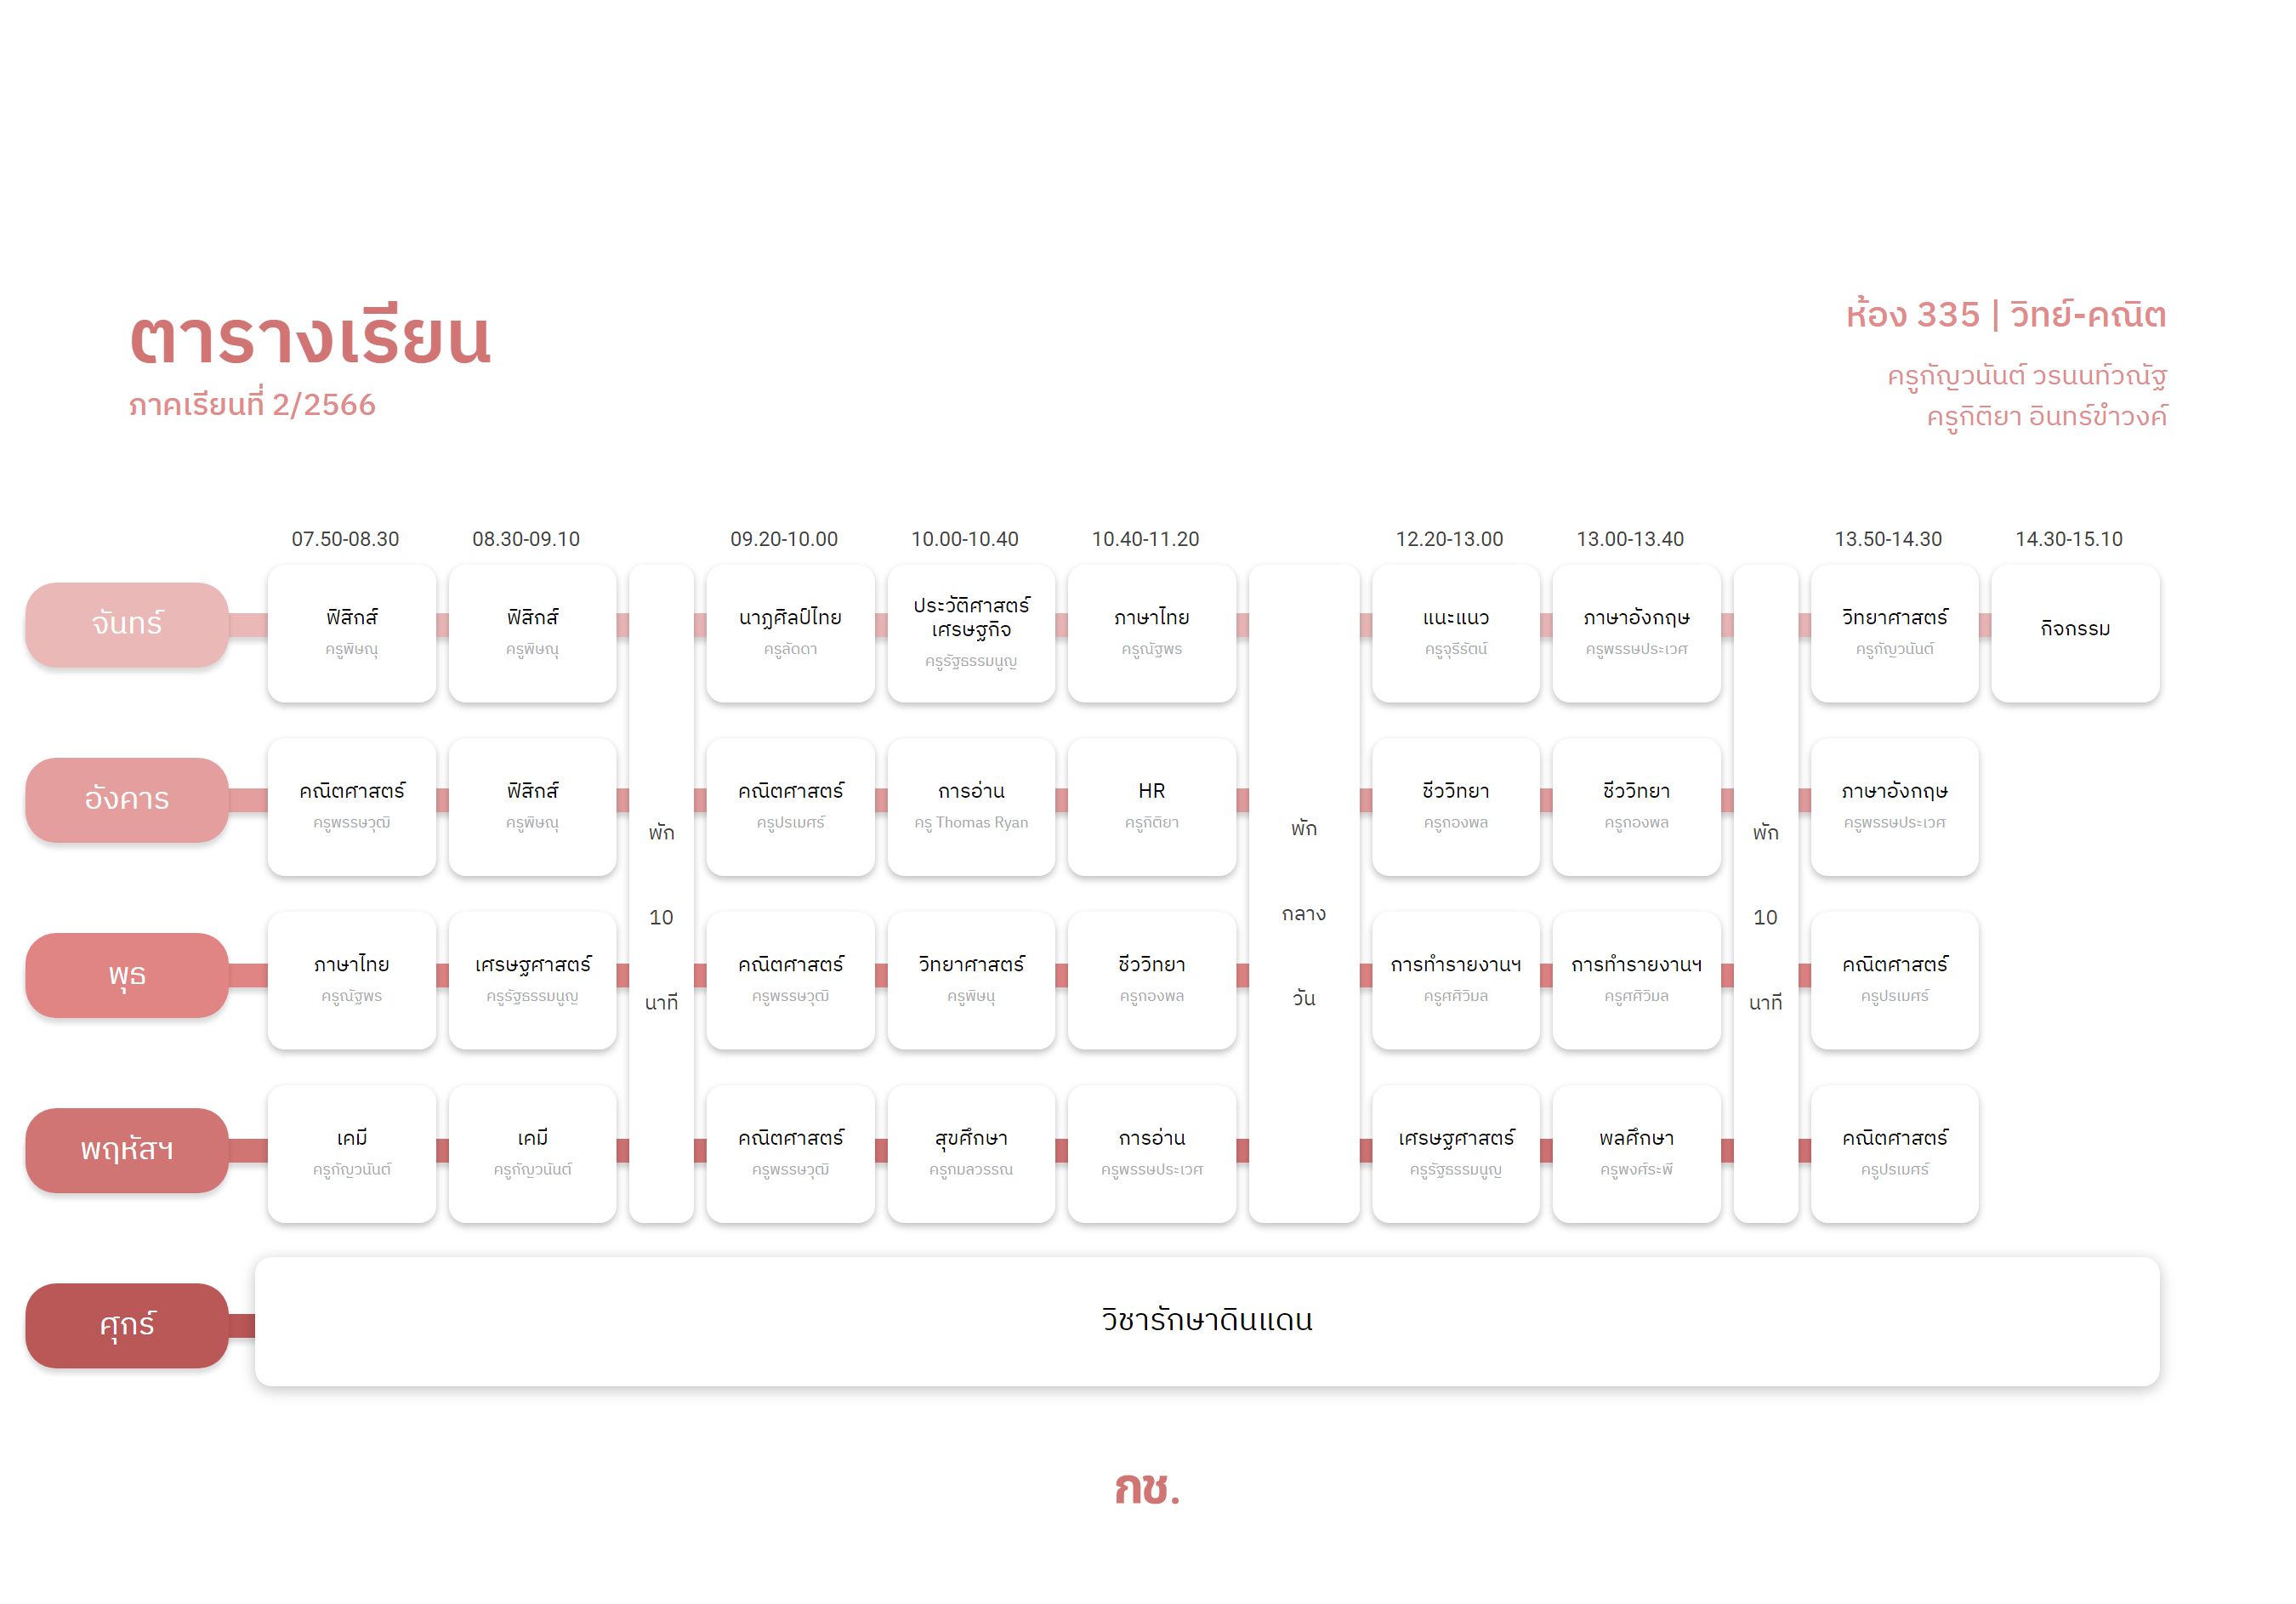 ตารางเรียน
ภาคเรียนที่ 2/2566
ห้อง 335 | วิทย์-คณิต
ครูกัญวนันต์ วรนนท์วณัฐ
ครูกิติยา อินทร์ขำวงค์
07.50-08.30 08.30-09.10 09.20-10.00 10.00-10.40 10.40-11.20 12.20-13.00 13.00-13.40 13.50-14.30 14.30-15.10
จันทร์
ฟิสิกส์
ครูพิษณุ
ฟิสิกส์
ครูพิษณุ
นาฏศิลป์ไทย
ครูลัดดา
ประวัติศาสตร์
เศรษฐกิจ
ครูรัฐธรรมนูญ
ภาษาไทย
ครูณัฐพร
แนะแนว
ครูจุรีรัตน์
ภาษาอังกฤษ
ครูพรรษประเวศ
วิทยาศาสตร์
ครูกัญวนันต์
กิจกรรม
อังคาร
คณิตศาสตร์
ครูพรรษวุฒิ
ฟิสิกส์
ครูพิษณุ
คณิตศาสตร์
ครูปรเมศร์
การอ่าน
ครู Thomas Ryan
HR
ครูกิติยา
ชีววิทยา
ครูกองพล
ชีววิทยา
ครูกองพล
ภาษาอังกฤษ
ครูพรรษประเวศ
พุธ
ภาษาไทย
ครูณัฐพร
เศรษฐศาสตร์
ครูรัฐธรรมนูญ
คณิตศาสตร์
ครูพรรษวุฒิ
วิทยาศาสตร์
ครูพิษนุ
ชีววิทยา
ครูกองพล
การทำรายงานฯ
ครูศศิวิมล
การทำรายงานฯ
ครูศศิวิมล
คณิตศาสตร์
ครูปรเมศร์
พฤหัสฯ
เคมี
ครูกัญวนันต์
เคมี
ครูกัญวนันต์
คณิตศาสตร์
ครูพรรษวุฒิ
สุขศึกษา
ครูกมลวรรณ
การอ่าน
ครูพรรษประเวศ
เศรษฐศาสตร์
ครูรัฐธรรมนูญ
พลศึกษา
ครูพงศ์ระพี
คณิตศาสตร์
ครูปรเมศร์
พัก
10
นาที
พัก
กลาง
วัน
พัก
10
นาที
ศุกร์
วิชารักษาดินแดน
กช.